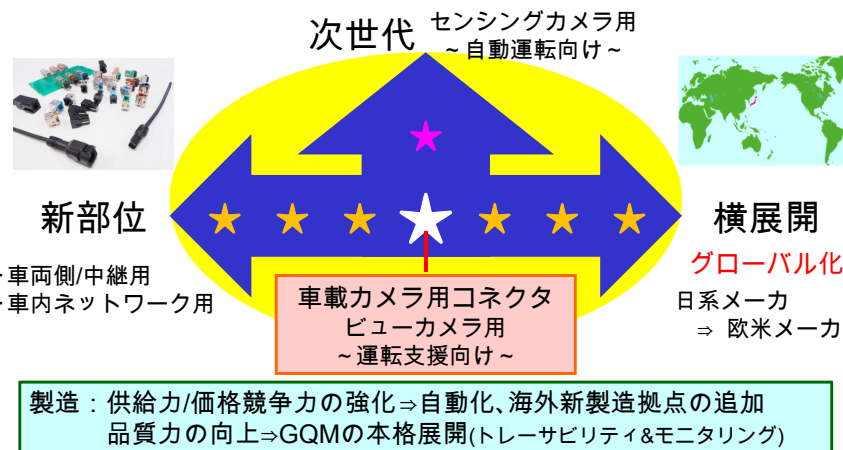 次世代
センシングカメラ用
~自動運転向け~
新部位
横展開
・車両側/中継用
・車内ネットワーク用
グローバル化
日系メーカ
⇒ 欧米メーカ
車載カメラ用コネクタ
ビューカメラ用
~運転支援向け~
製造：供給力/価格競争力の強化⇒自動化、海外新製造拠点の追加
品質力の向上⇒GQMの本格展開(トレーサビリティ&モニタリング)